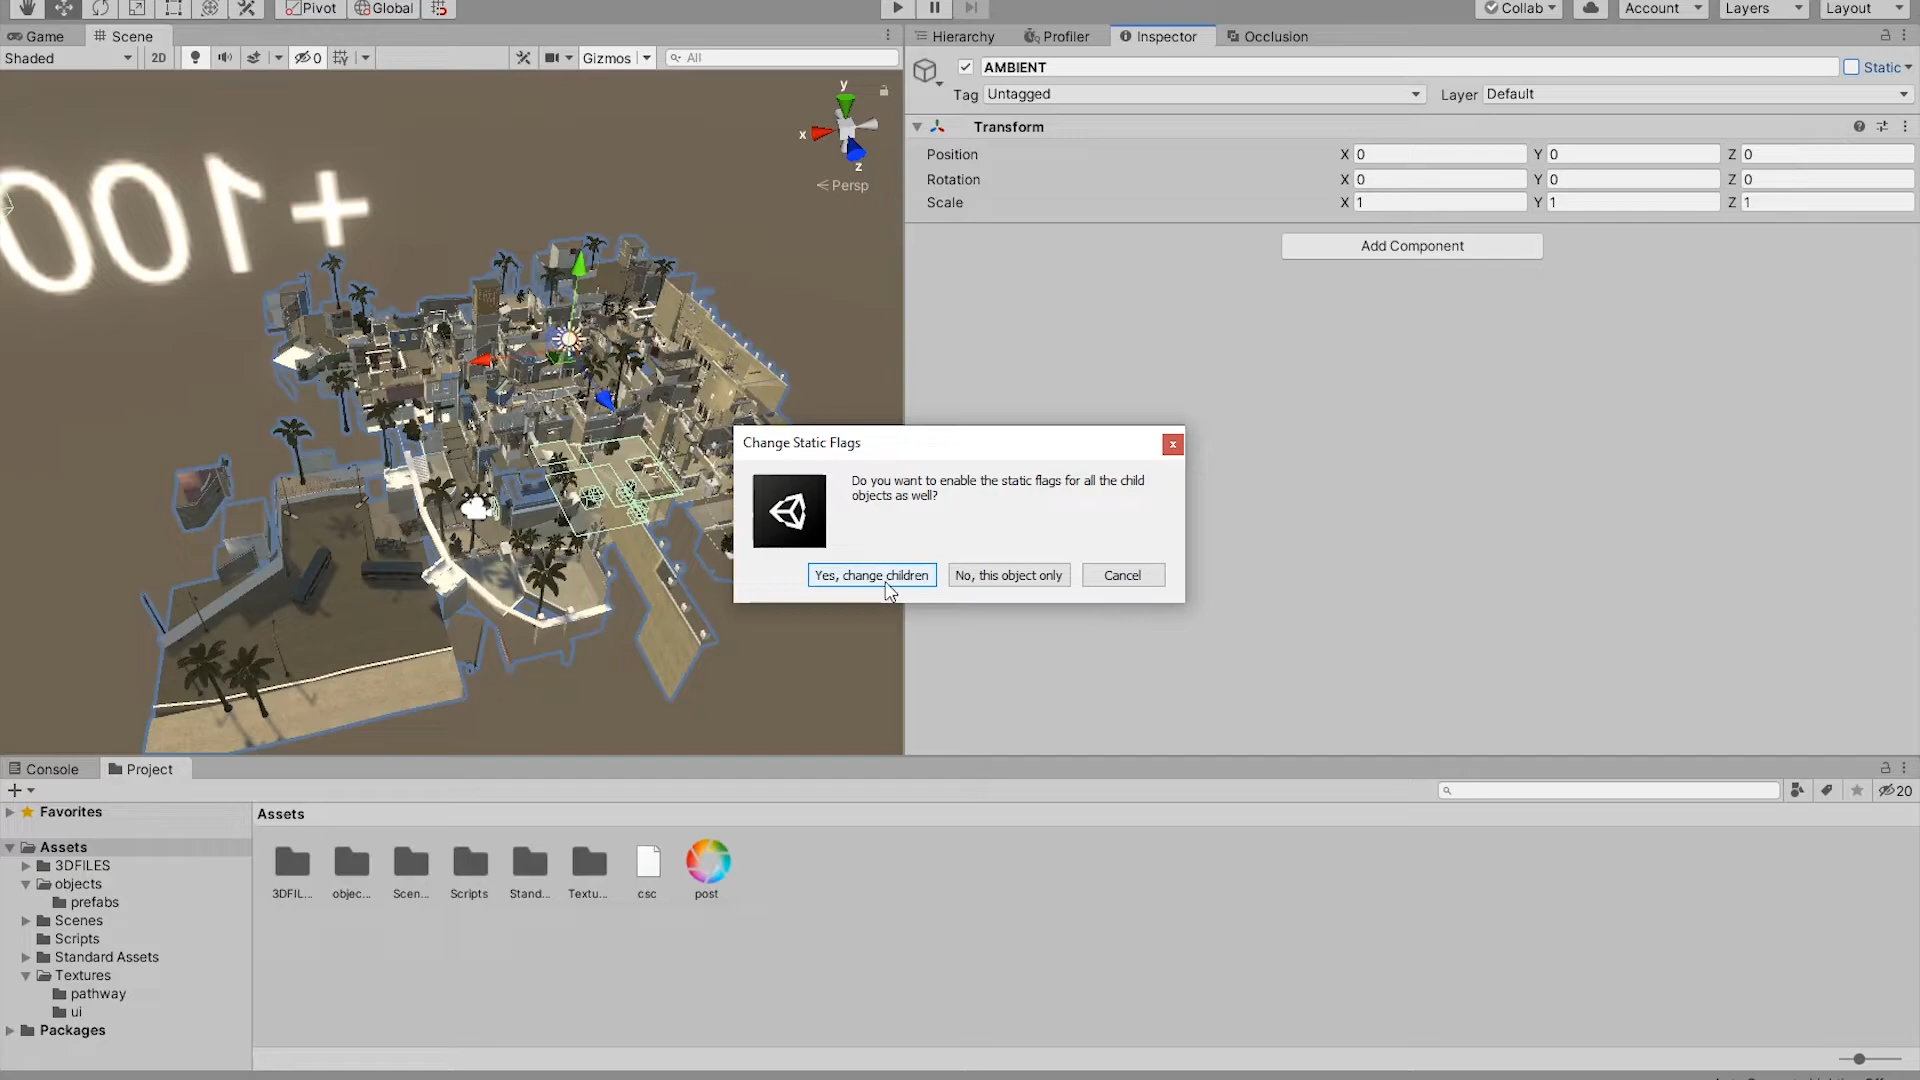 Pivot Global Collab Account Layers Layout
Game Scene Hierarchy Profiler Inspector Occlusion
Shaded 2D 0 Gizmos All
AMBIENT Static
Tag Untagged Layer Default
Transform
Position X 0 Y 0 Z 0
Rotation X 0 Y 0 Z 0
Scale X 1 Y 1 Z 1
Add Component
y
x
z
Persp
+100
Change Static Flags
x
Do you want to enable the static flags for all the child
objects as well?
Yes, change children No, this object only Cancel
Console Project
20
Favorites
Assets
3DFILES
objects
prefabs
Scenes
Scripts
Standard Assets
Textures
pathway
ui
Packages
Assets
3DFIL... objec... Scen... Scripts Stand... Textu... csc post